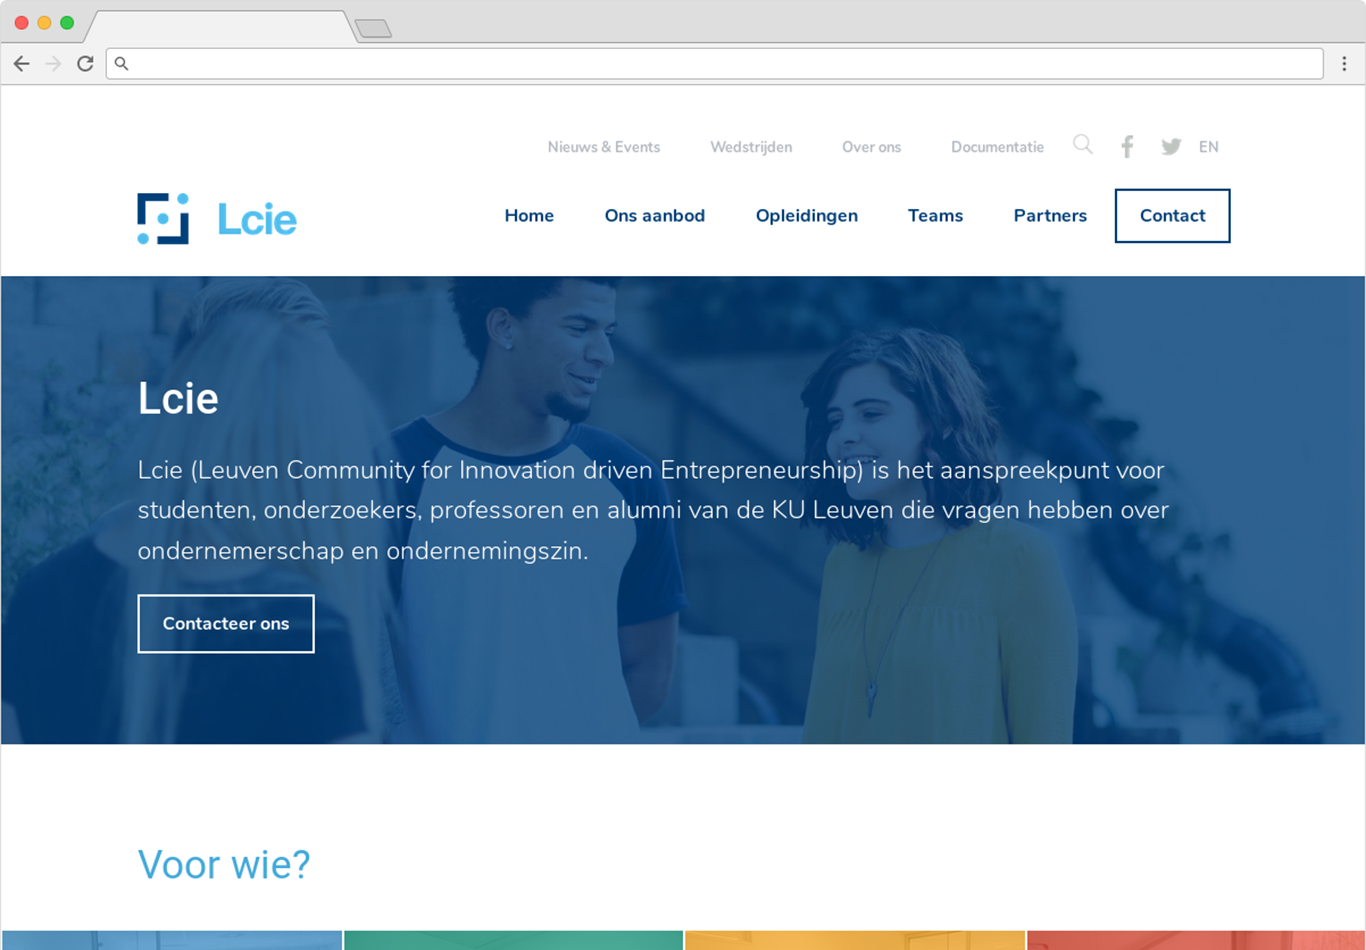 Nieuws & Events Wedstrijden Over ons Documentatie EN
Lcie
Home Ons aanbod Opleidingen Teams Partners Contact
Lcie
Lcie (Leuven Community for Innovation driven Entrepreneurship) is het aanspreekpunt voor
studenten, onderzoekers, professoren en alumni van de KU Leuven die vragen hebben over
ondernemerschap en ondernemingszin.
Contacteer ons
Voor wie?